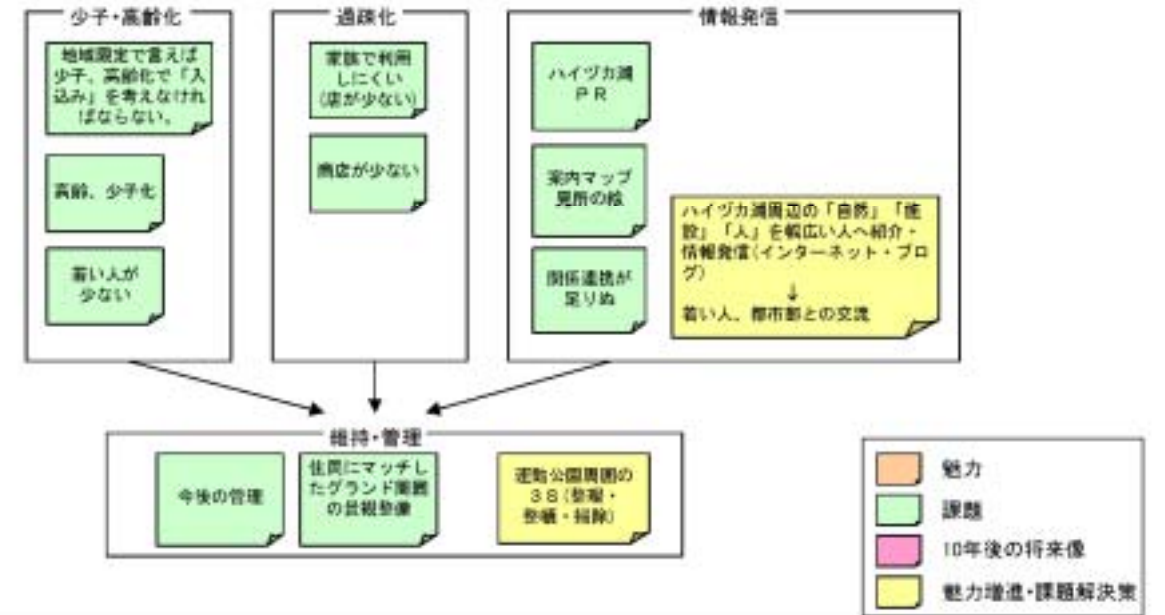 少子・高齢化
地域限定で言えば
少子、高齢化で「入
込み」を考えなけれ
ばならない。
高齢、少子化
若い人が
少ない
過疎化
家族で利用
しにくい
(店が少ない)
商店が少ない
情報発信
ハイヅカ湖
ＰＲ
案内マップ
見所の絵
関係連携が
足りぬ
ハイヅカ湖周辺の「自然」「施
設」「人」を幅広い人へ紹介・
情報発信(インターネット・ブロ
グ)
↓
若い人、都市部との交流
維持・管理
今後の管理
住民にマッチし
たグランド周囲
の景観整備
運動公園周囲の
３Ｓ(整理・
整頓・掃除)
魅力
課題
10年後の将来像
魅力増進・課題解決策